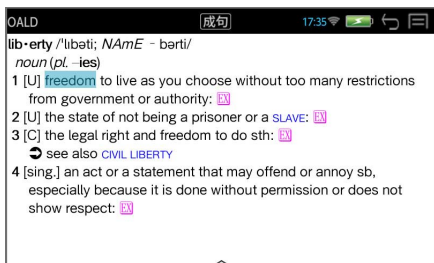 OALD 成句 17:35
lib·erty /'lɪbəti; NAmE -bərti/
noun (pl. -ies)
1 [U] freedom to live as you choose without too many restrictions
from government or authority: EX
2 [U] the state of not being a prisoner or a SLAVE: EX
3 [C] the legal right and freedom to do sth: EX
➲ see also CIVIL LIBERTY
4 [sing.] an act or a statement that may offend or annoy sb,
especially because it is done without permission or does not
show respect: EX